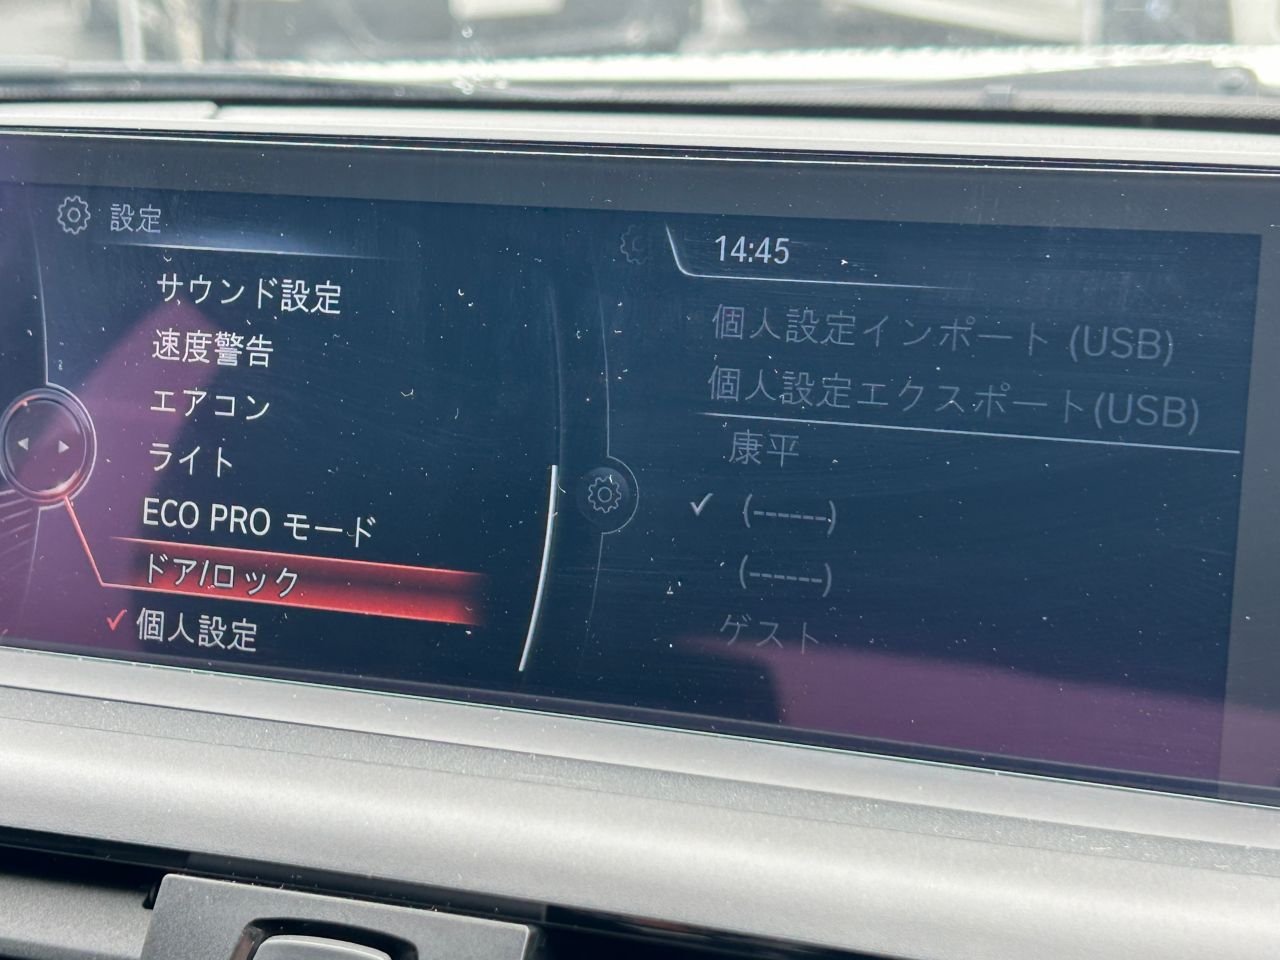 設定
サウンド設定
速度警告
エアコン
ライト
ECO PRO モード
ドア/ロック
個人設定
14:45
個人設定インポート (USB)
個人設定エクスポート(USB)
康平
(------)
(------)
ゲスト